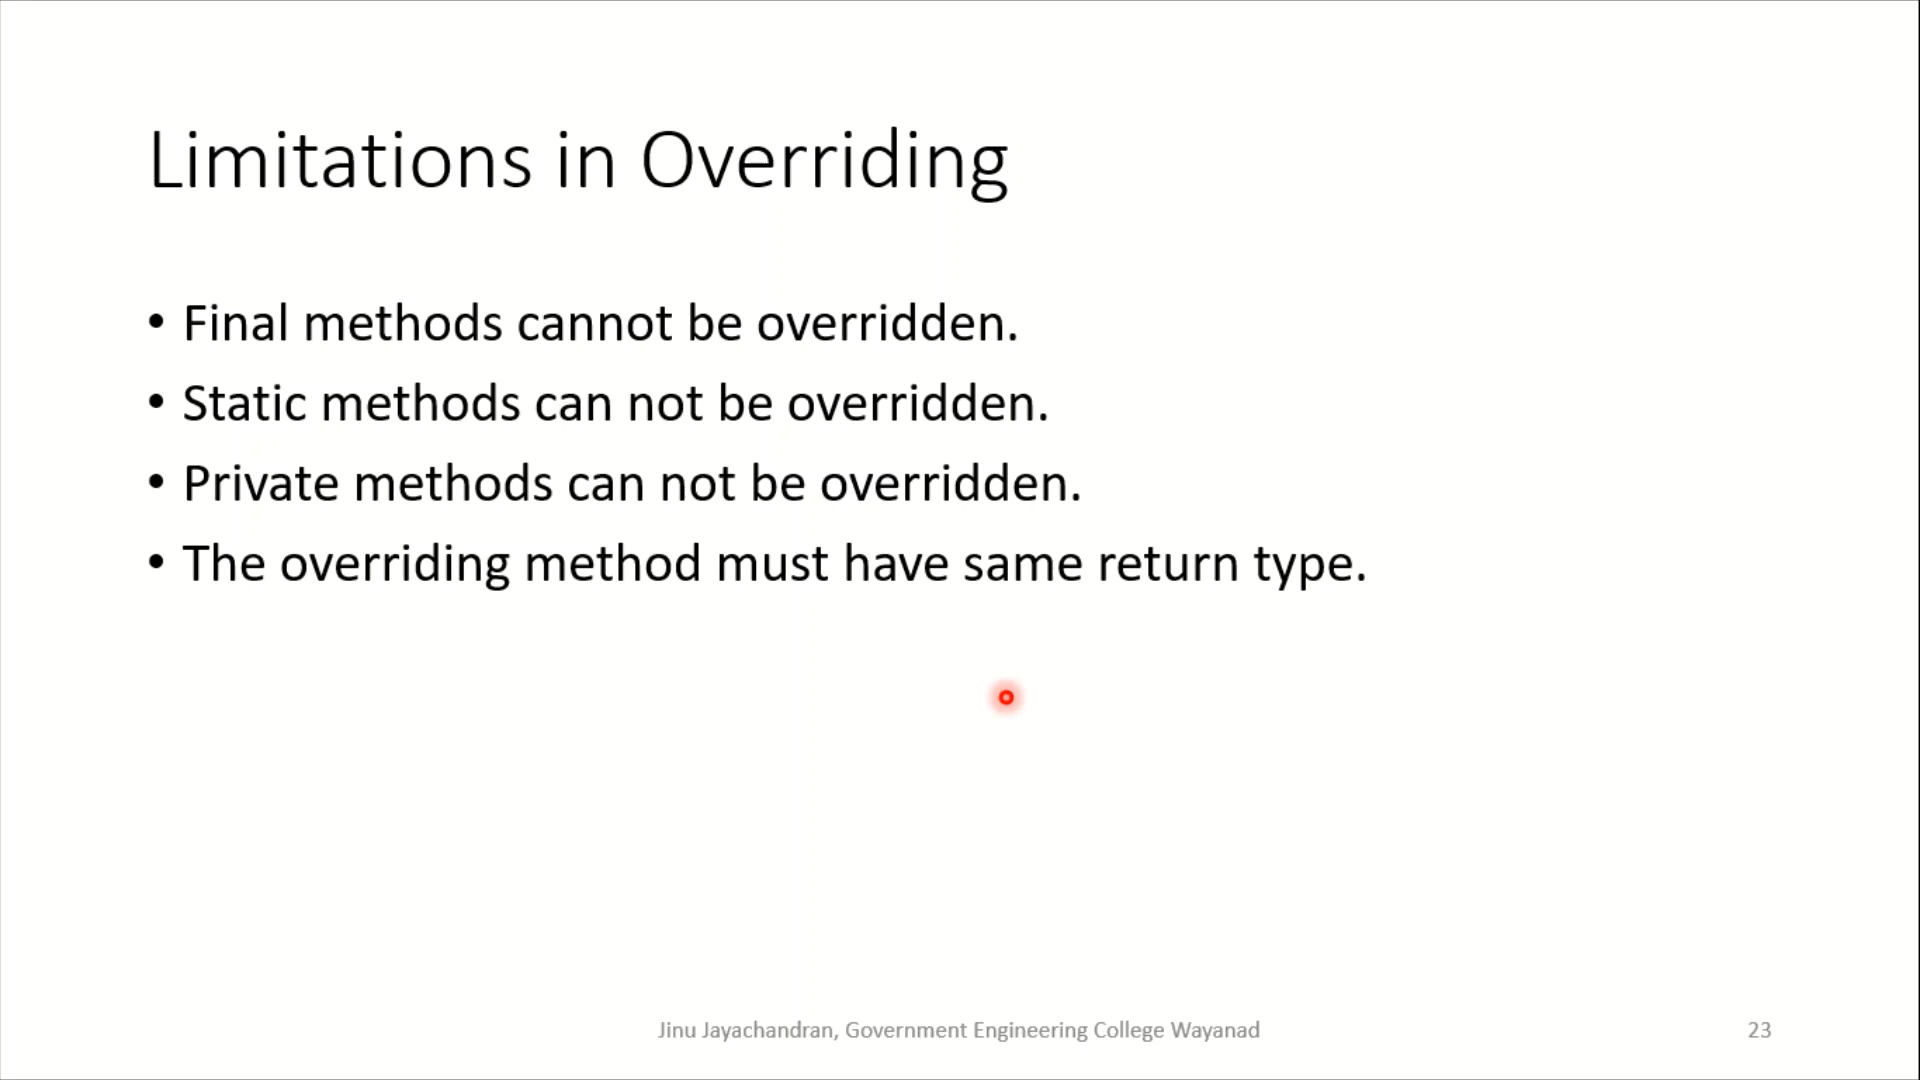 Limitations in Overriding
• Final methods cannot be overridden.
• Static methods can not be overridden.
• Private methods can not be overridden.
• The overriding method must have same return type.
Jinu Jayachandran, Government Engineering College Wayanad
23